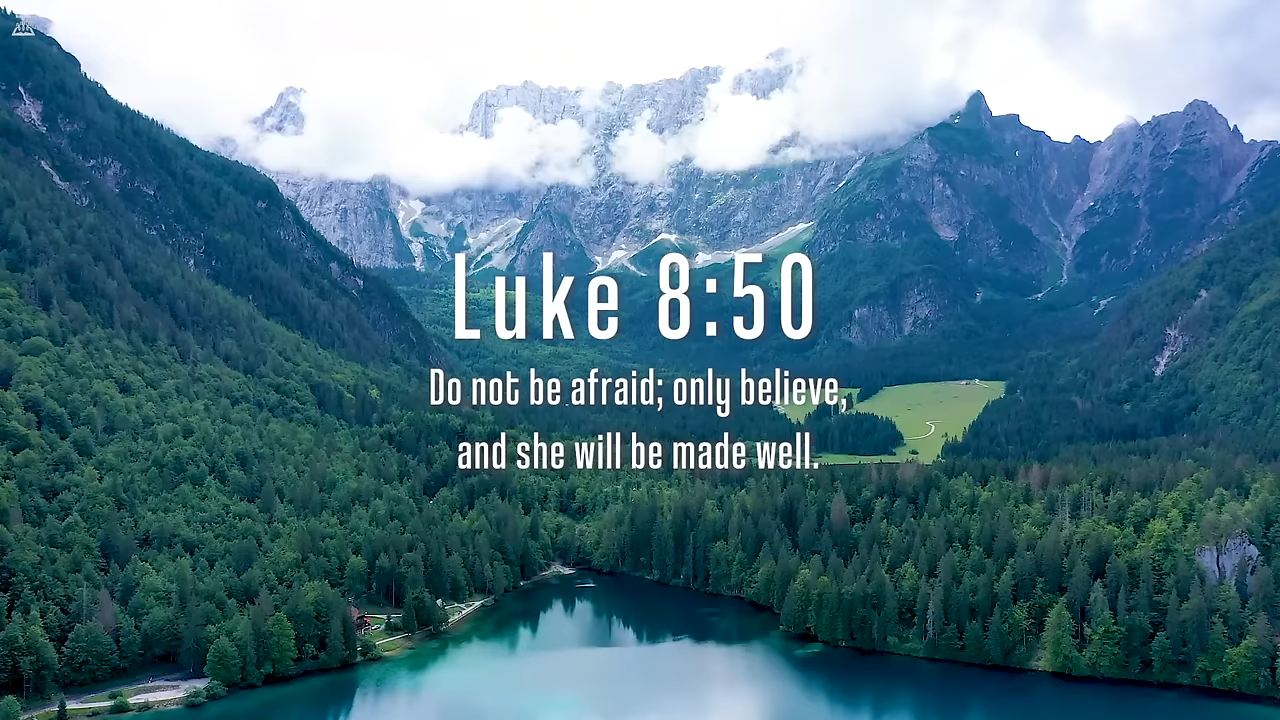 Luke 8:50
Do not be afraid; only believe,
and she will be made well.